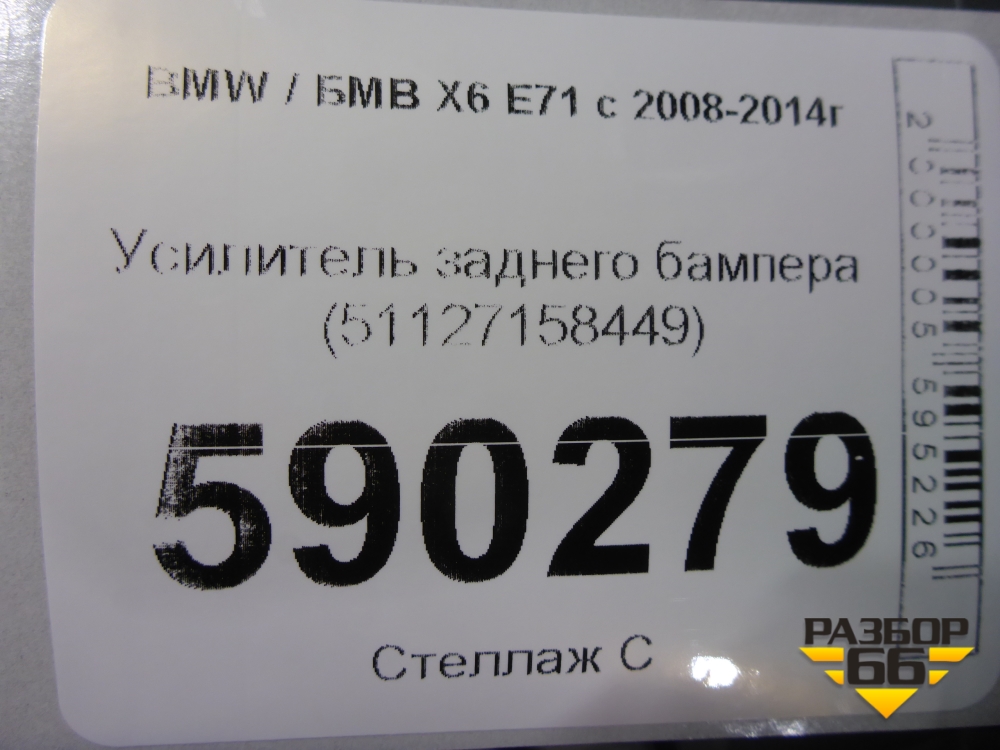 BMW / БМВ X6 E71 с 2008-2014г
Усилитель заднего бампера
(51127158449)
590279
Стеллаж С
2000005595226
РАЗБОР
66